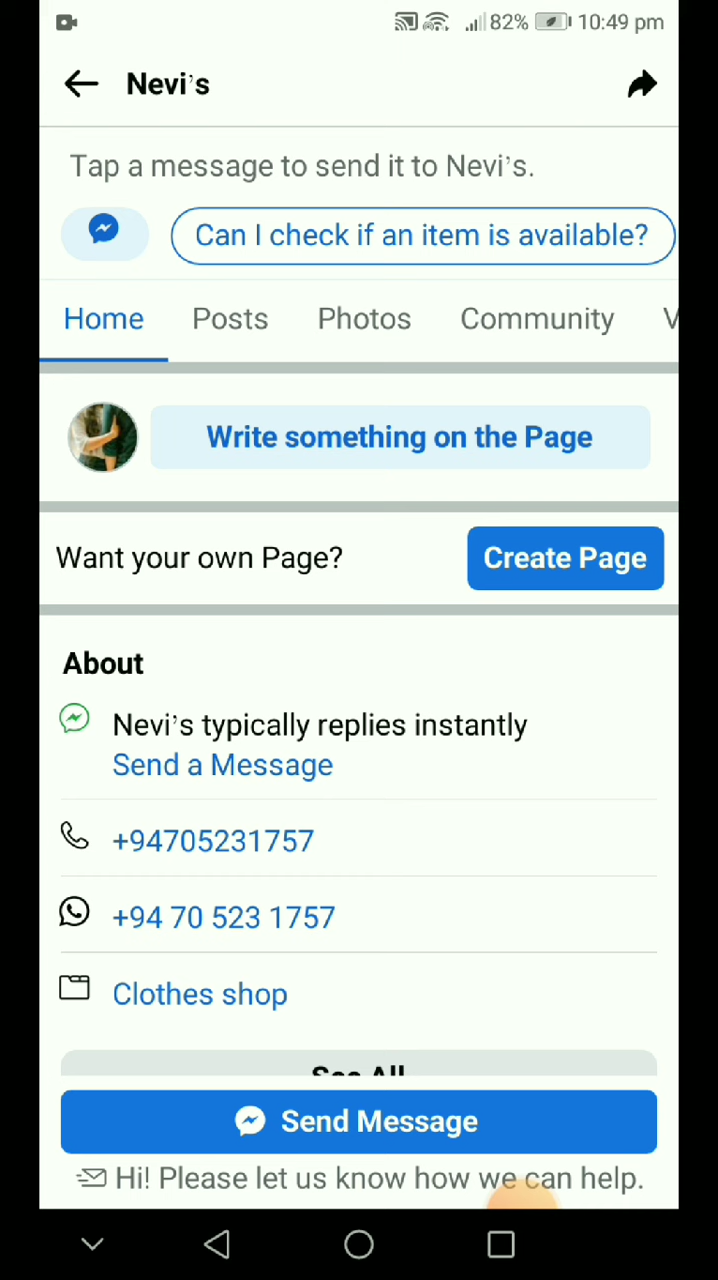 82% 10:49 pm
Nevi's
Tap a message to send it to Nevi's.
Can I check if an item is available?
Home Posts Photos Community V
Write something on the Page
Want your own Page? Create Page
About
Nevi's typically replies instantly
Send a Message
+94705231757
+94 70 523 1757
Clothes shop
See All
Send Message
Hi! Please let us know how we can help.